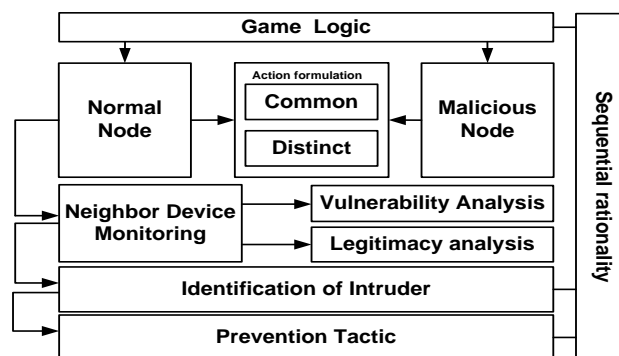 Game Logic
Normal
Node
Action formulation
Common
Distinct
Malicious
Node
Neighbor Device
Monitoring
Vulnerability Analysis
Legitimacy analysis
Identification of Intruder
Prevention Tactic
Sequential rationality